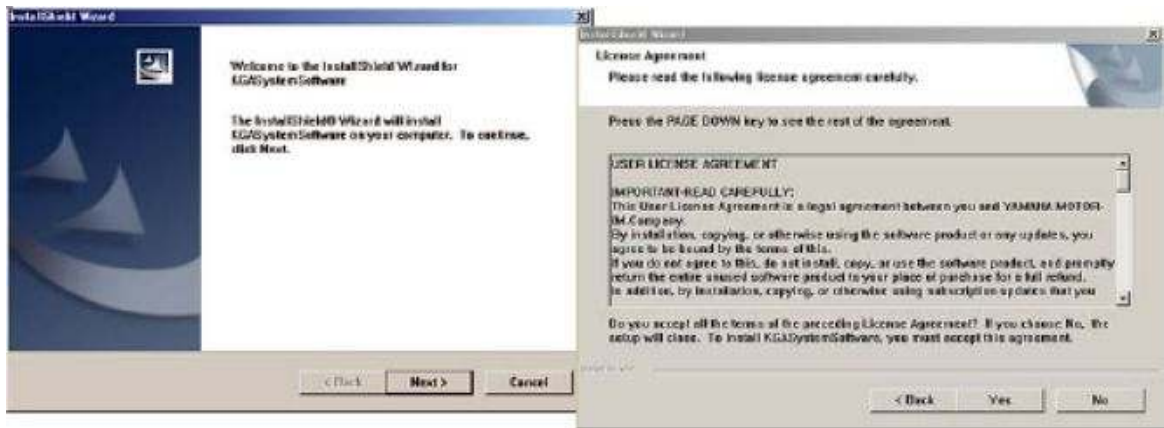 InstallShield Wizard
Welcome to the InstallShield Wizard for
KGASystemSoftware
The InstallShield® Wizard will install
KGASystemSoftware on your computer. To continue,
click Next.
< Back Next > Cancel
InstallShield Wizard
License Agreement
Please read the following license agreement carefully.
Press the PAGE DOWN key to see the rest of the agreement.
USER LICENSE AGREEMENT
IMPORTANT-READ CAREFULLY:
This User License Agreement is a legal agreement between you and YAMAHA MOTOR-
IM Company.
By installation, copying, or otherwise using the software product or any updates, you
agree to be bound by the terms of this.
If you do not agree to this, do not install, copy, or use the software product, and promptly
return the entire unused software product to your place of purchase for a full refund.
In addition, by installation, copying, or otherwise using subscription updates that you
Do you accept all the terms of the preceding License Agreement? If you choose No, the
setup will close. To install KGASystemSoftware, you must accept this agreement.
< Back Yes No